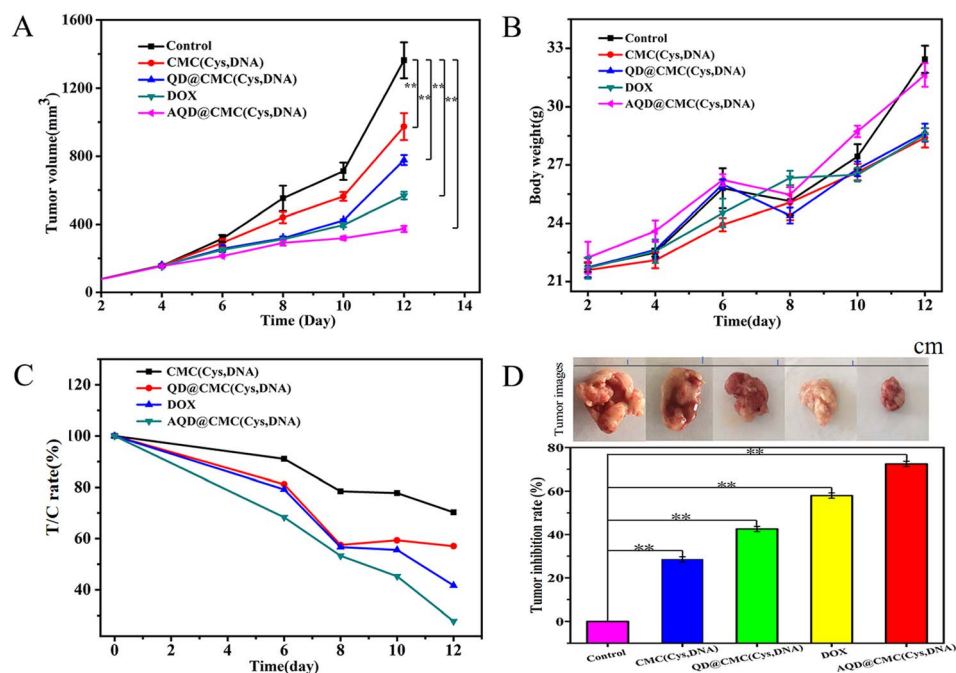 A
1600
1200
800
400
0
2
4
6
8
10
12
14
Tumor volume(mm³)
Time (Day)
Control
CMC(Cys,DNA)
QD@CMC(Cys,DNA)
DOX
AQD@CMC(Cys,DNA)
**
**
**
**
B
33
30
27
24
21
2
4
6
8
10
12
Body weight(g)
Time(day)
Control
CMC(Cys,DNA)
QD@CMC(Cys,DNA)
DOX
AQD@CMC(Cys,DNA)
C
120
100
80
60
40
0
2
4
6
8
10
12
T/C rate(%)
Time(day)
CMC(Cys,DNA)
QD@CMC(Cys,DNA)
DOX
AQD@CMC(Cys,DNA)
cm
D
Tumor images
80
60
40
20
0
Tumor inhibition rate (%)
**
**
**
**
Control
CMC(Cys,DNA)
QD@CMC(Cys,DNA)
DOX
AQD@CMC(Cys,DNA)